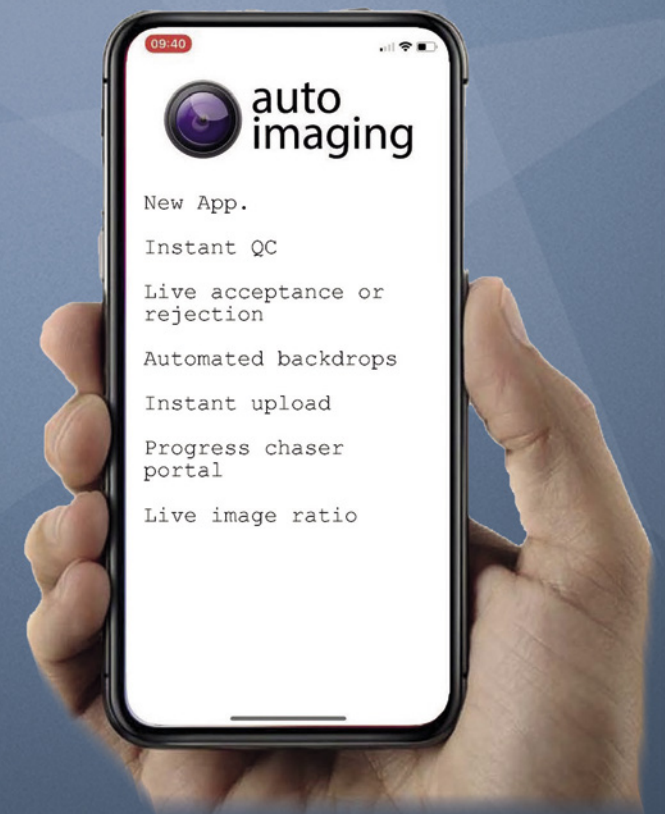 09:40
auto
imaging
New App.
Instant QC
Live acceptance or
rejection
Automated backdrops
Instant upload
Progress chaser
portal
Live image ratio